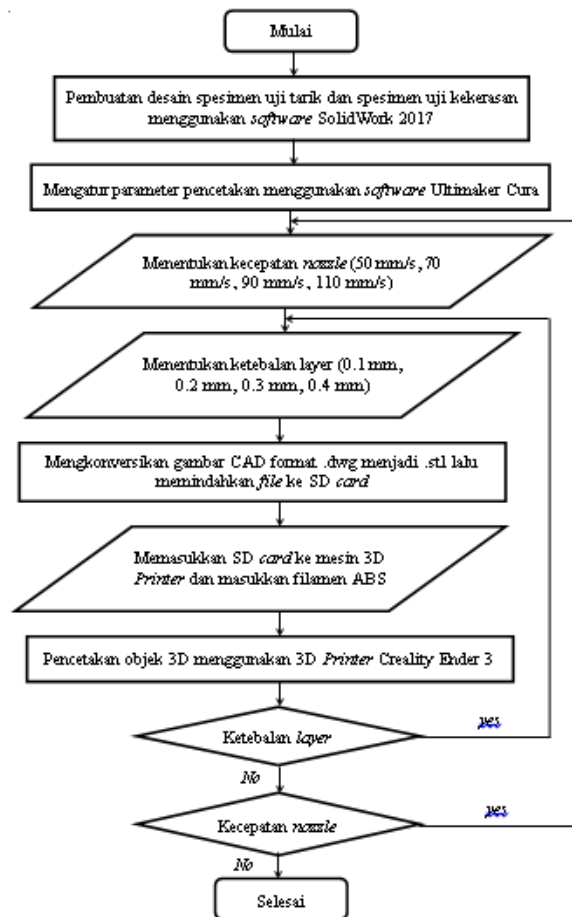 Mulai
Pembuatan desain spesimen uji tarik dan spesimen uji kekerasan
menggunakan software SolidWork 2017
Mengatur parameter pencetakan menggunakan software Ultimaker Cura
Menentukan kecepatan nozzle (50 mm/s, 70
mm/s, 90 mm/s, 110 mm/s)
Menentukan ketebalan layer (0.1 mm,
0.2 mm, 0.3 mm, 0.4 mm)
Mengkonversikan gambar CAD format .dwg menjadi .stl lalu
memindahkan file ke SD card
Memasukkan SD card ke mesin 3D
Printer dan masukkan filamen ABS
Pencetakan objek 3D menggunakan 3D Printer Creality Ender 3
Ketebalan layer
yes
No
Kecepatan nozzle
yes
No
Selesai